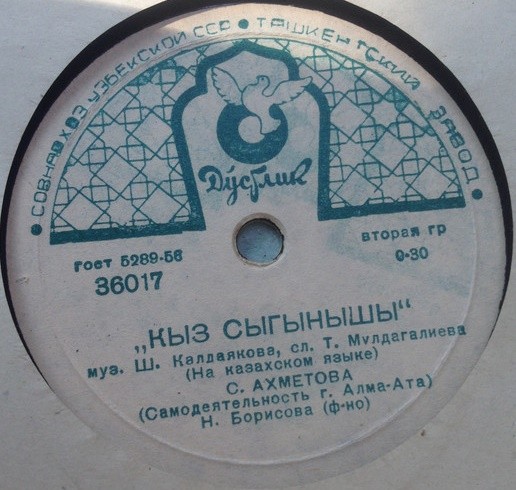 • СОВНАРХОЗ УЗБЕКСКОЙ ССР • ТАШКЕНТСКИЙ ЗАВОД •
Дӯстлик
ГОСТ 5289-56
36017
вторая гр
0-30
„КЫЗ СЫГЫНЫШЫ“
муз. Ш. Калдаякова, сл. Т. Мулдагалиева
(На казахском языке)
С. АХМЕТОВА
(Самодеятельность г. Алма-Ата)
Н. Борисова (ф-но)